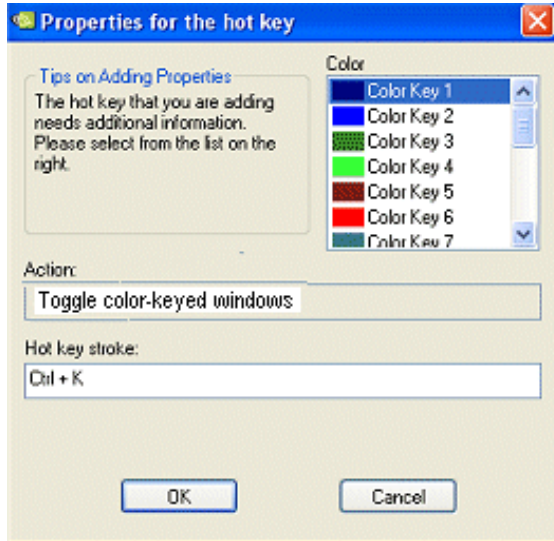 Properties for the hot key
Tips on Adding Properties
The hot key that you are adding
needs additional information.
Please select from the list on the
right.
Color
Color Key 1
Color Key 2
Color Key 3
Color Key 4
Color Key 5
Color Key 6
Color Key 7
Action:
Toggle color-keyed windows
Hot key stroke:
Ctrl + K
OK
Cancel